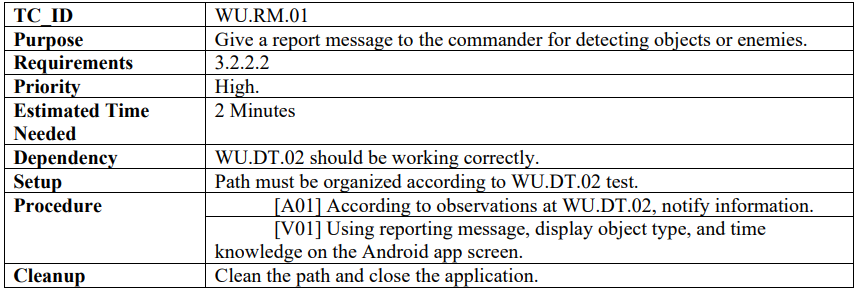 TC_ID WU.RM.01
Purpose Give a report message to the commander for detecting objects or enemies.
Requirements 3.2.2.2
Priority High.
Estimated Time 2 Minutes
Needed
Dependency WU.DT.02 should be working correctly.
Setup Path must be organized according to WU.DT.02 test.
Procedure [A01] According to observations at WU.DT.02, notify information.
[V01] Using reporting message, display object type, and time
knowledge on the Android app screen.
Cleanup Clean the path and close the application.